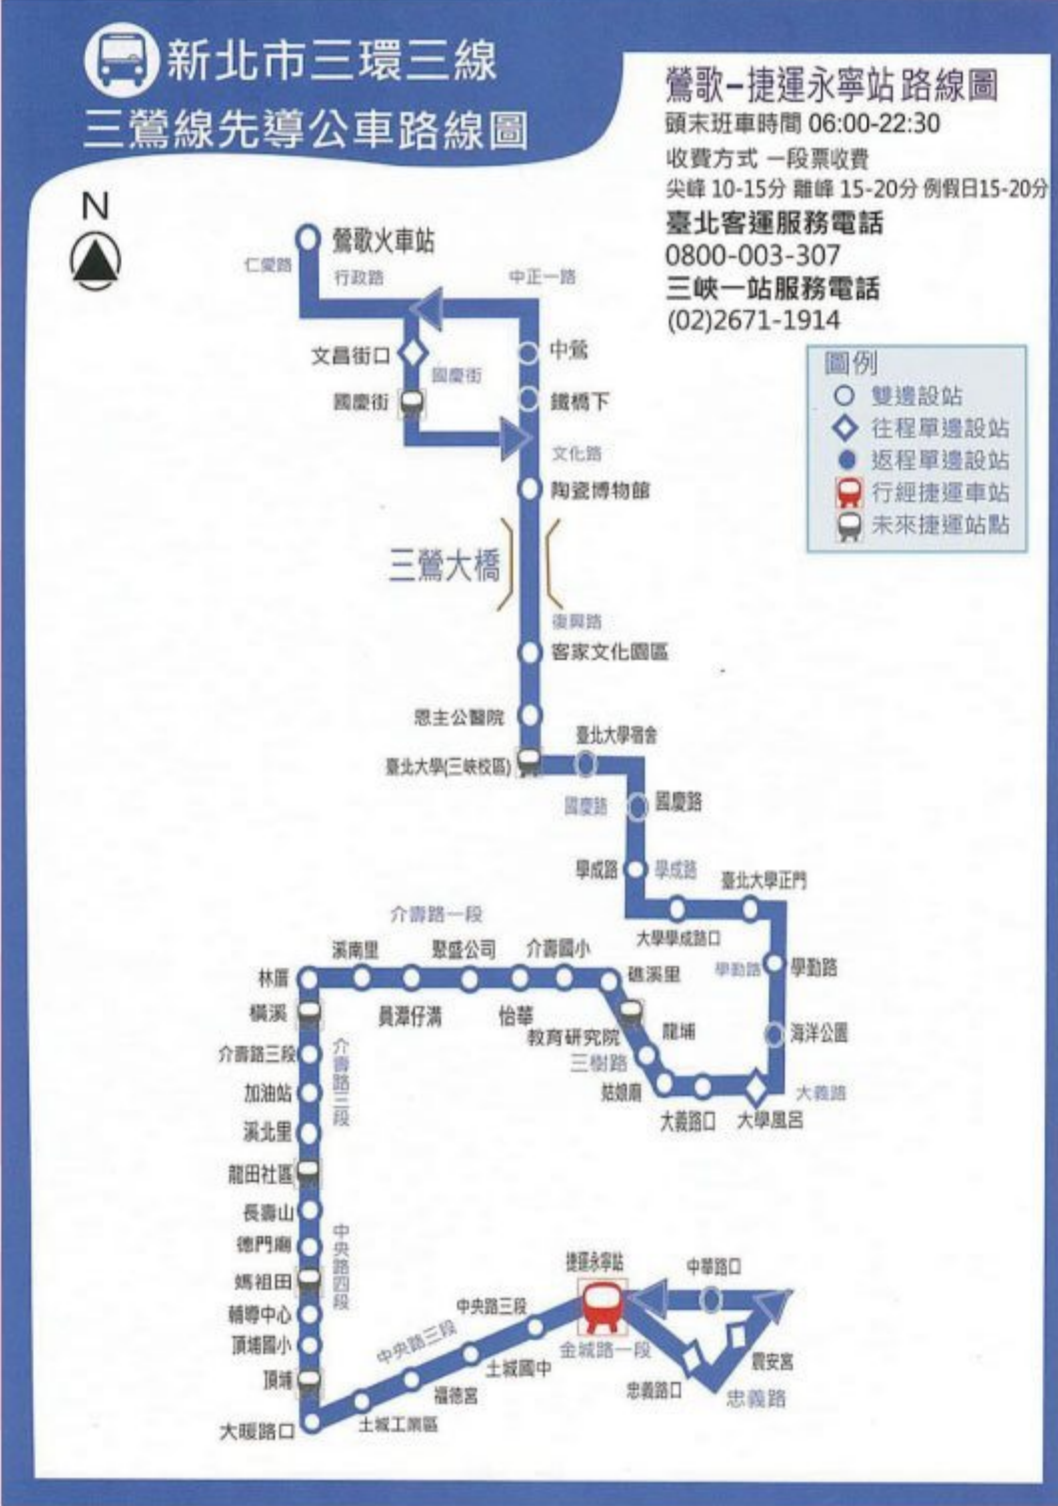 新北市三環三線
三鶯線先導公車路線圖
鶯歌-捷運永寧站 路線圖
頭末班車時間 06:00-22:30
收費方式 一段票收費
尖峰 10-15分 離峰 15-20分 例假日15-20分
臺北客運服務電話
0800-003-307
三峽一站服務電話
(02)2671-1914
N
圖例
雙邊設站
往程單邊設站
返程單邊設站
行經捷運車站
未來捷運站點
鶯歌火車站
仁愛路
行政路
中正一路
文昌街口
中鶯
國慶街
國慶街
鐵橋下
文化路
陶瓷博物館
三鶯大橋
復興路
客家文化園區
恩主公醫院
臺北大學宿舍
臺北大學(三峽校區)
國慶路
國慶路
學成路
學成路
臺北大學正門
大學學成路口
學勤路
學勤路
海洋公園
大義路
大學風呂
大義路口
姑娘廟
龍埔
三樹路
教育研究院
礁溪里
介壽國小
怡華
聚盛公司
員潭仔溝
溪南里
介壽路一段
林厝
橫溪
介壽路三段
介壽路三段
加油站
溪北里
龍田社區
長壽山
德門廟
中央路四段
媽祖田
輔導中心
頂埔國小
頂埔
大暖路口
土城工業區
福德宮
中央路三段
土城國中
中央路三段
捷運永寧站
金城路一段
中華路口
震安宮
忠義路口
忠義路